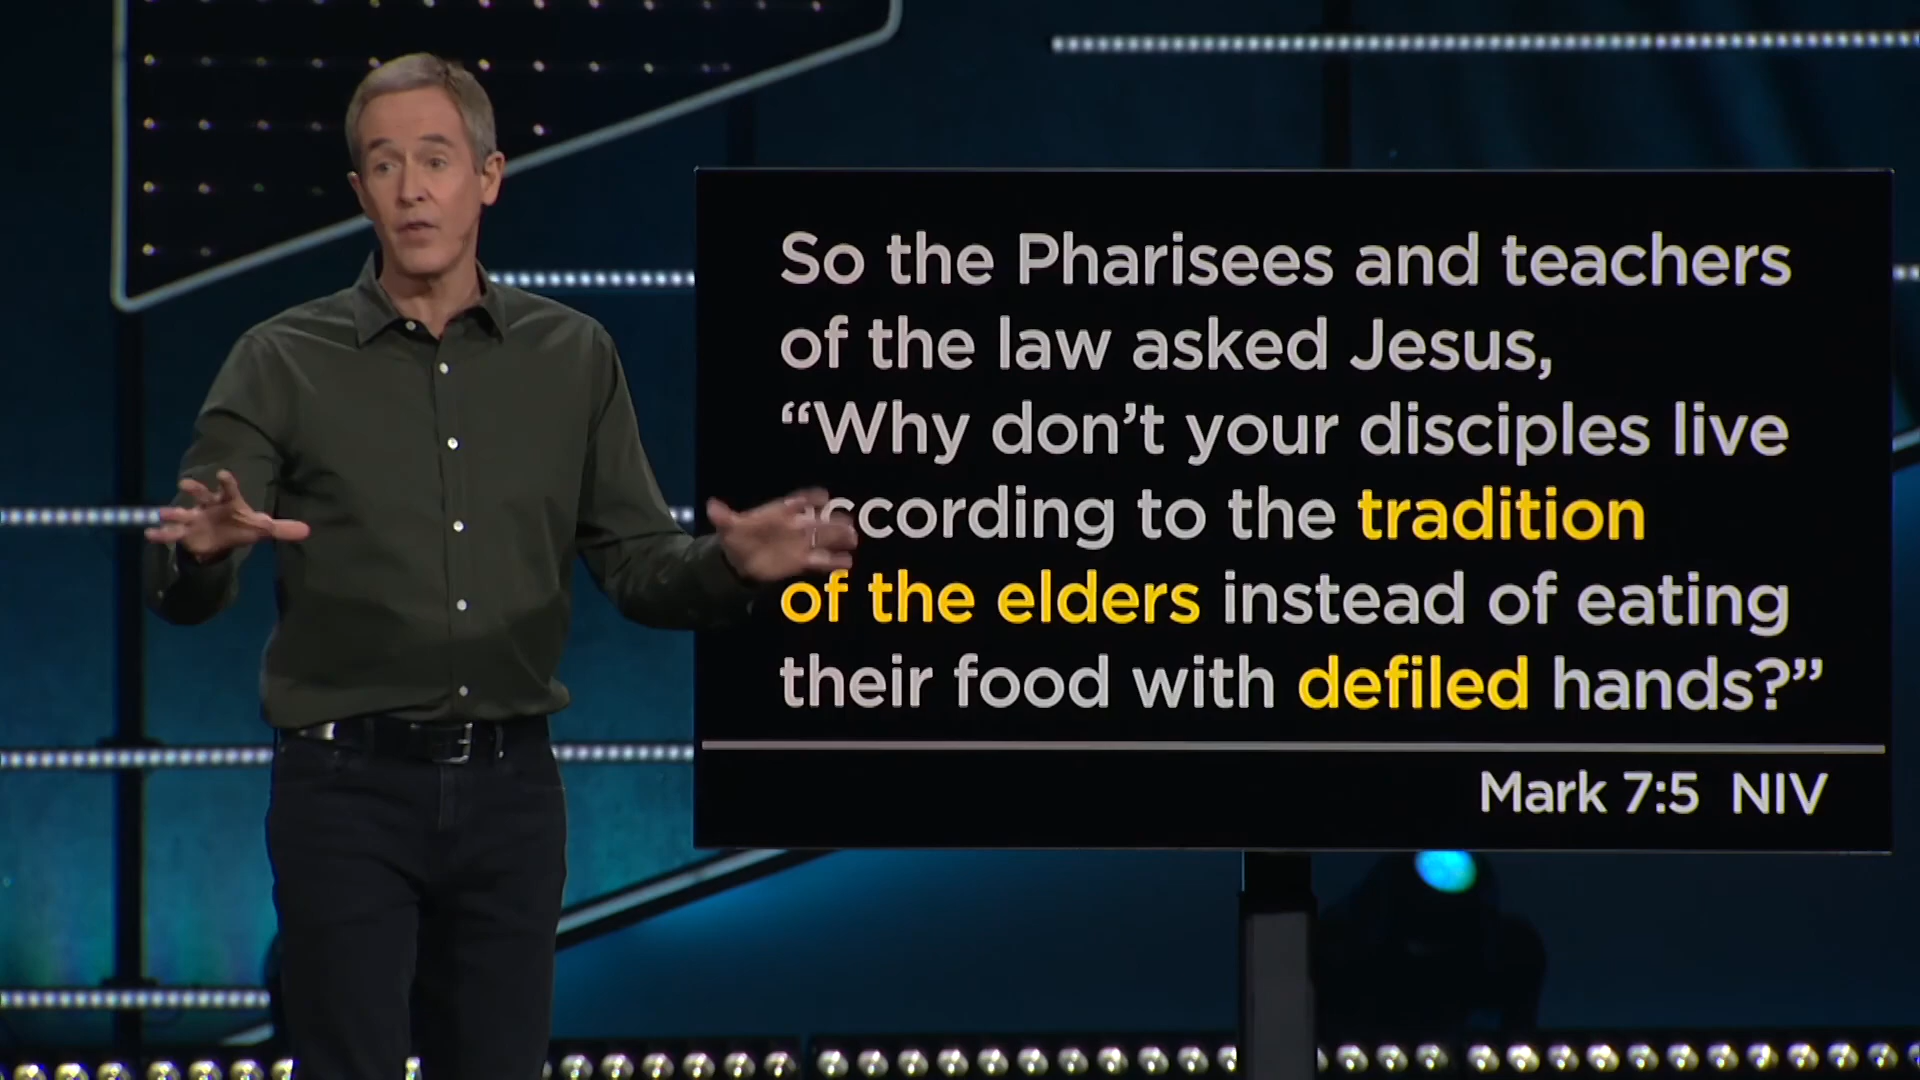 So the Pharisees and teachers
of the law asked Jesus,
“Why don’t your disciples live
according to the tradition
of the elders instead of eating
their food with defiled hands?”
Mark 7:5 NIV